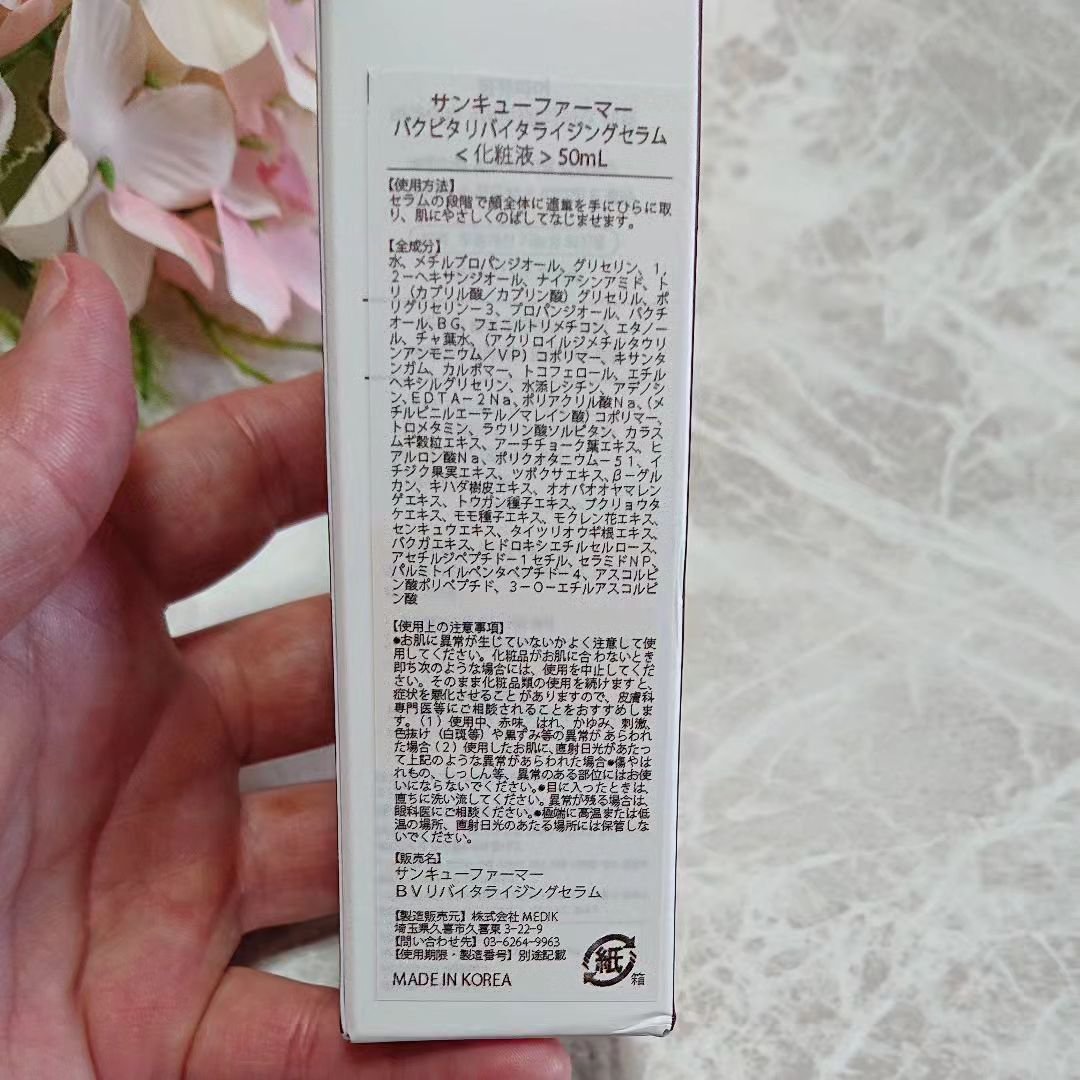 サンキューファーマー
バクビタリバイタライジングセラム
＜化粧液＞50mL
【使用方法】
セラムの段階で顔全体に適量を手にひらに取
り、肌にやさしくのばしてなじませます。
【全成分】
水、メチルプロパンジオール、グリセリン、1,
2－ヘキサンジオール、ナイアシンアミド、ト
リ（カプリル酸／カプリン酸）グリセリル、ポ
リグリセリン－3、プロパンジオール、バクチ
オール、BG、フェニルトリメチコン、エタノー
ル、チャ葉水、（アクリロイルジメチルタウリ
ンアンモニウム／VP）コポリマー、キサンタ
ンガム、カルボマー、トコフェロール、エチル
ヘキシルグリセリン、水添レシチン、アデノシ
ン、EDTA－2Na、ポリアクリル酸Na、（メ
チルビニルエーテル／マレイン酸）コポリマー、
トロメタミン、ラウリン酸ソルビタン、カラス
ムギ穀粒エキス、アーチチョーク葉エキス、ヒ
アルロン酸Na、ポリクオタニウム－51、イ
チジク果実エキス、ツボクサエキス、β－グル
カン、キハダ樹皮エキス、オオバオオヤマレン
ゲエキス、トウガン種子エキス、ブクリョウタ
ケエキス、モモ種子エキス、モクレン花エキス、
センキュウエキス、タイツリオウギ根エキス、
バクガエキス、ヒドロキシエチルセルロース、
アセチルジペプチド－1セチル、セラミドNP、
パルミトイルペンタペプチド－4、アスコルビ
ン酸ポリペプチド、3－O－エチルアスコルビ
ン酸
【使用上の注意事項】
●お肌に異常が生じていないかよく注意して使
用してください。化粧品がお肌に合わないとき
即ち次のような場合には、使用を中止してくだ
さい。そのまま化粧品類の使用を続けますと、
症状を悪化させることがありますので、皮膚科
専門医等にご相談されることをおすすめしま
す。（1）使用中、赤味、はれ、かゆみ、刺激、
色抜け（白斑等）や黒ずみ等の異常があらわれ
た場合（2）使用したお肌に、直射日光があたっ
て上記のような異常があらわれた場合●傷やは
れもの、しっしん等、異常のある部位にはお使
いにならないでください。●目に入ったときは、
直ちに洗い流してください。異常が残る場合は、
眼科医にご相談ください。●極端に高温または低
温の場所、直射日光のあたる場所には保管しな
いでください。
【販売名】
サンキューファーマー
BVリバイタライジングセラム
【製造販売元】株式会社 MEDIK
埼玉県久喜市久喜東 3-22-9
【問い合わせ先】03-6264-9963
【使用期限・製造番号】別途記載
MADE IN KOREA
紙
箱